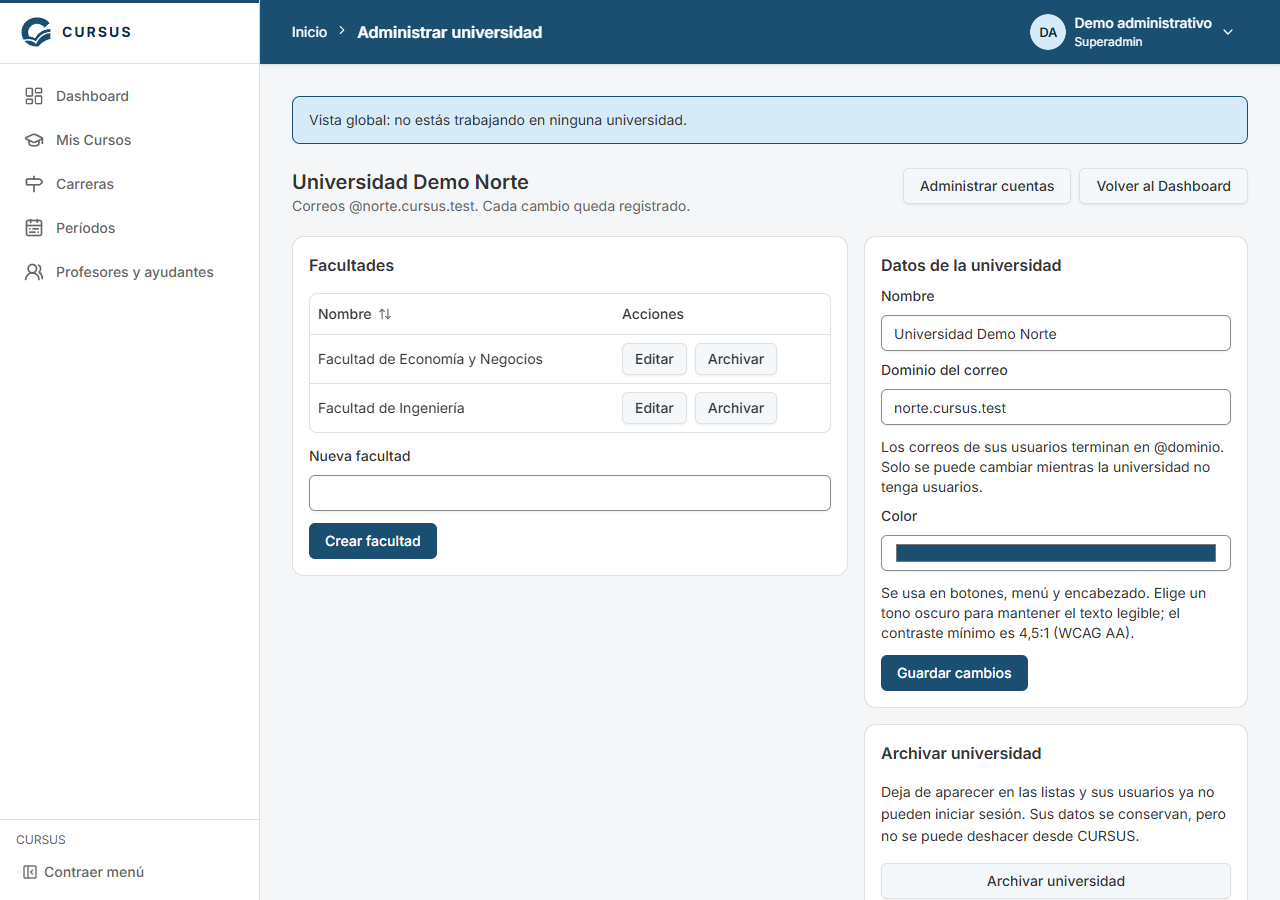 CURSUS
Inicio
Administrar universidad
DA
Demo administrativo
Superadmin
Dashboard
Mis Cursos
Carreras
Períodos
Profesores y ayudantes
CURSUS
Contraer menú
Vista global: no estás trabajando en ninguna universidad.
Universidad Demo Norte
Correos @norte.cursus.test. Cada cambio queda registrado.
Administrar cuentas
Volver al Dashboard
Facultades
Nombre
Acciones
Facultad de Economía y Negocios
Editar
Archivar
Facultad de Ingeniería
Editar
Archivar
Nueva facultad
Crear facultad
Datos de la universidad
Nombre
Universidad Demo Norte
Dominio del correo
norte.cursus.test
Los correos de sus usuarios terminan en @dominio.
Solo se puede cambiar mientras la universidad no
tenga usuarios.
Color
Se usa en botones, menú y encabezado. Elige un
tono oscuro para mantener el texto legible; el
contraste mínimo es 4,5:1 (WCAG AA).
Guardar cambios
Archivar universidad
Deja de aparecer en las listas y sus usuarios ya no
pueden iniciar sesión. Sus datos se conservan, pero
no se puede deshacer desde CURSUS.
Archivar universidad